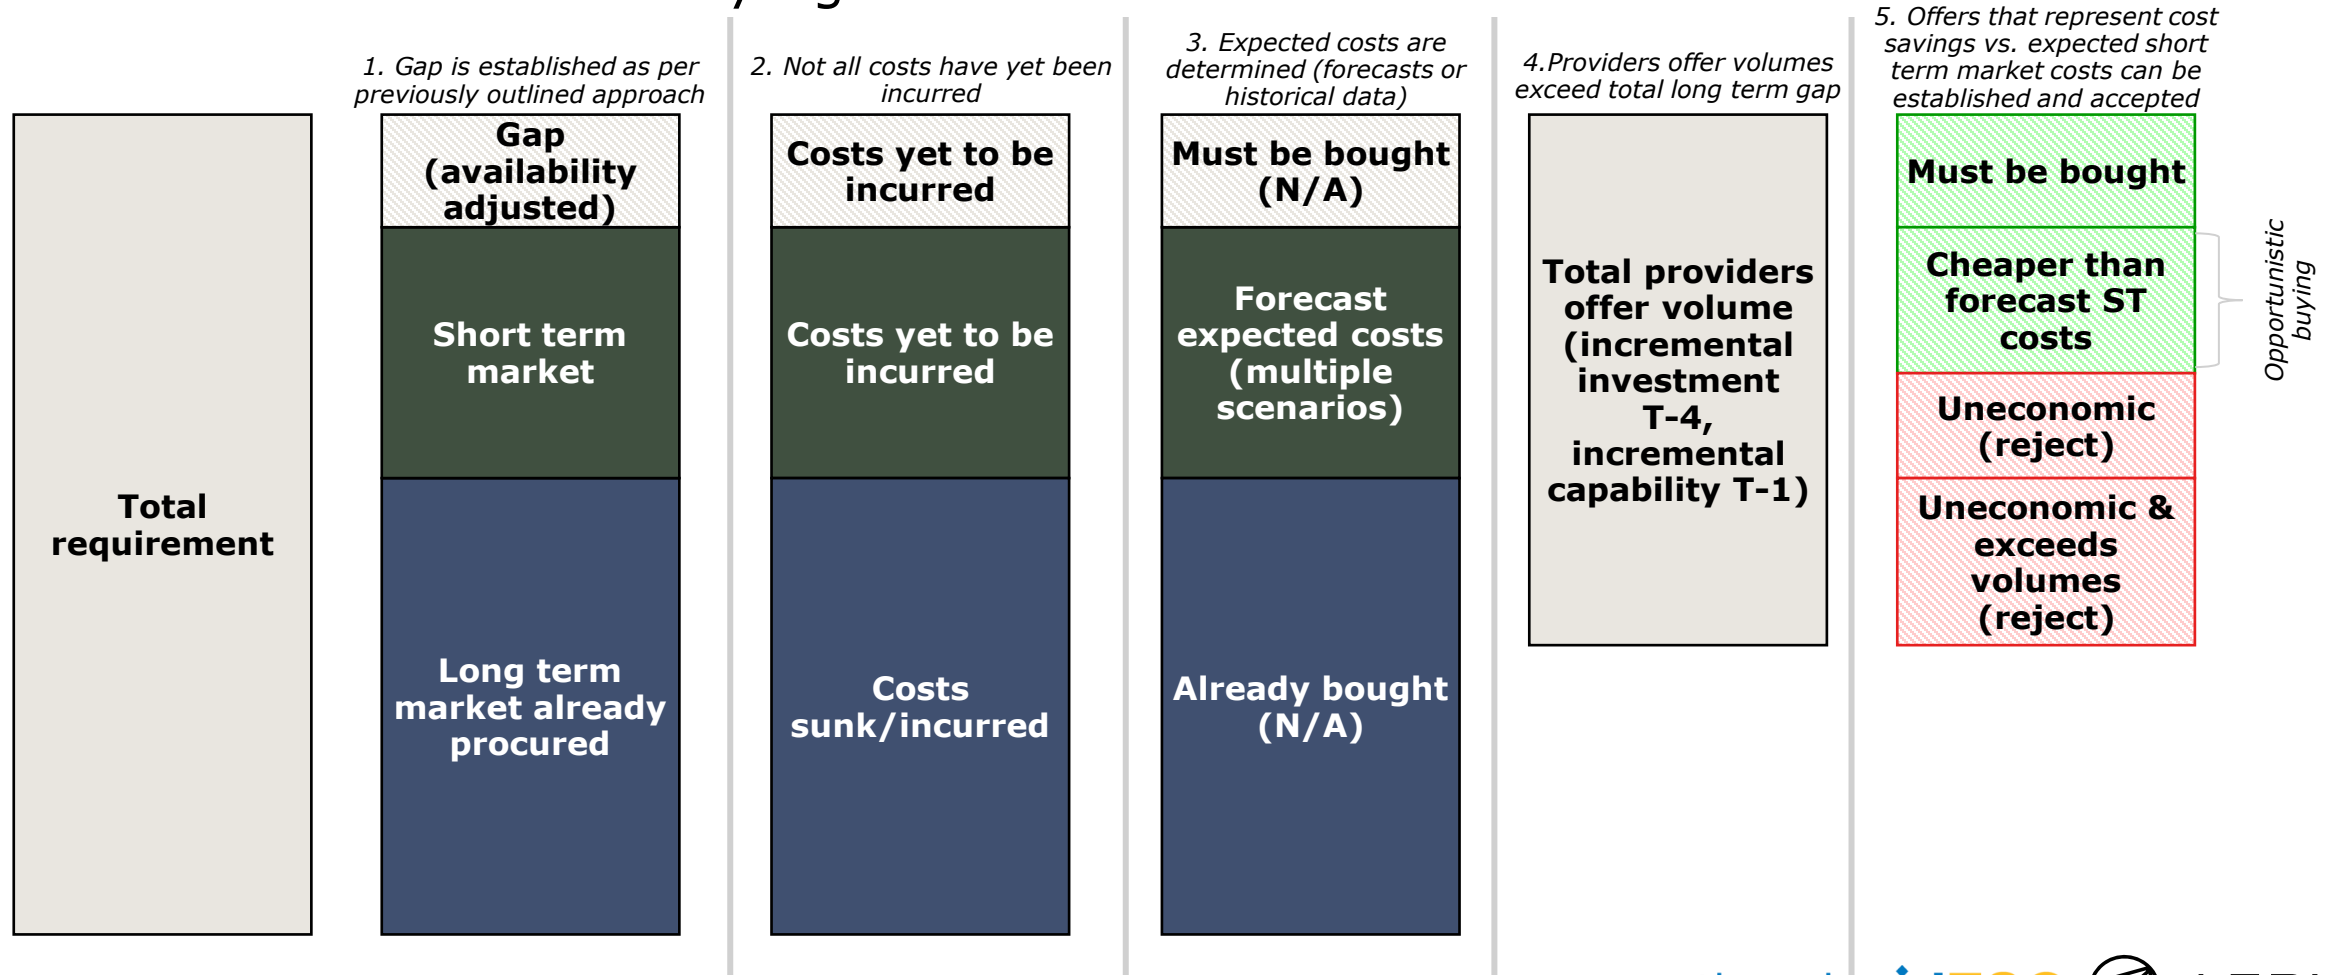 Total
requirement
1. Gap is established as per
previously outlined approach
Gap
(availability
adjusted)
Short term
market
Long term
market already
procured
2. Not all costs have yet been
incurred
Costs yet to be
incurred
Costs yet to be
incurred
Costs
sunk/incurred
3. Expected costs are
determined (forecasts or
historical data)
Must be bought
(N/A)
Forecast
expected costs
(multiple
scenarios)
Already bought
(N/A)
4.Providers offer volumes
exceed total long term gap
Total providers
offer volume
(incremental
investment
T-4,
incremental
capability T-1)
5. Offers that represent cost
savings vs. expected short
term market costs can be
established and accepted
Must be bought
Cheaper than
forecast ST
costs
Uneconomic
(reject)
Uneconomic &
exceeds
volumes
(reject)
Opportunistic
buying